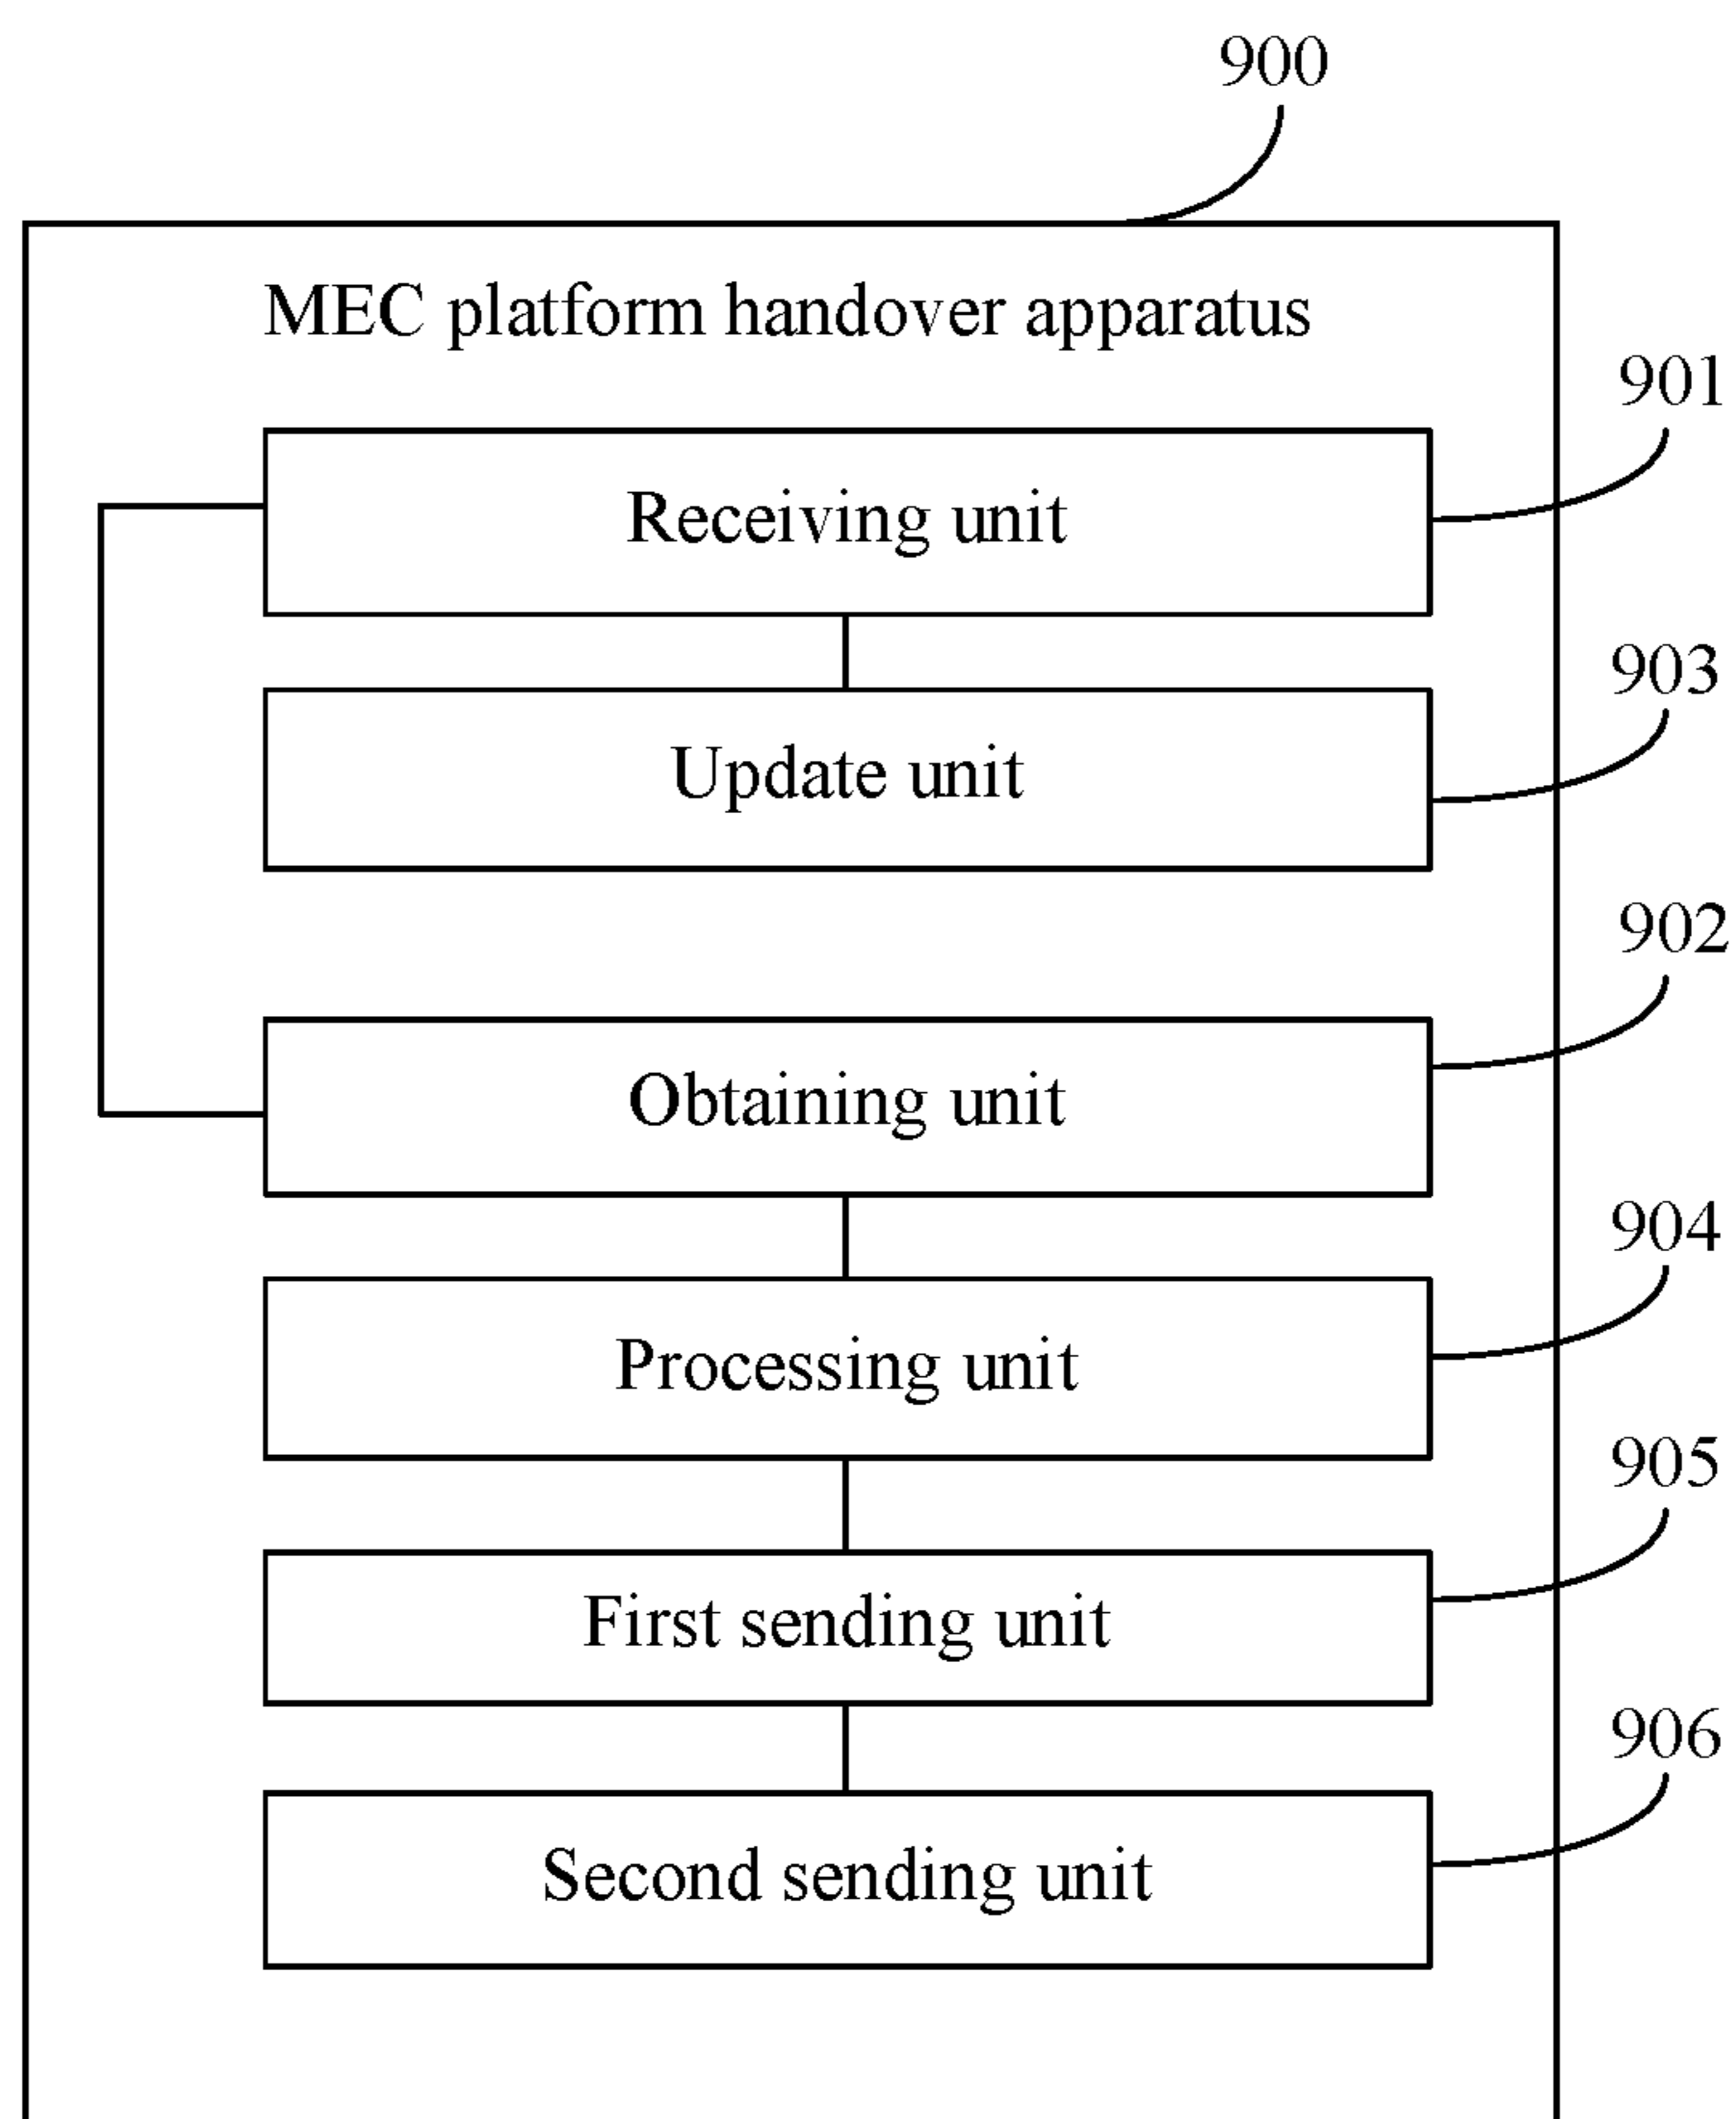 900
MEC platform handover apparatus
901
Receiving unit
903
Update unit
902
Obtaining unit
904
Processing unit
905
First sending unit
906
Second sending unit